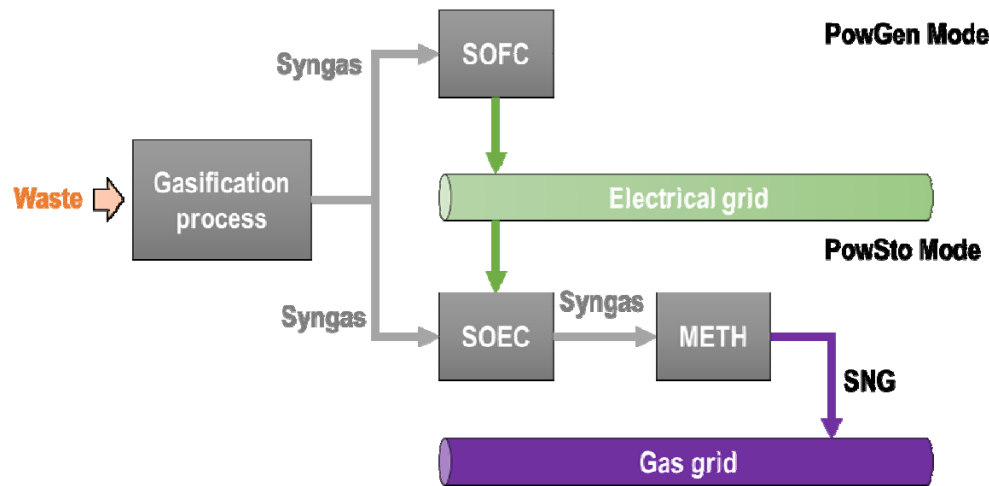 PowGen Mode
SOFC
Syngas
Gasification
process
Waste
Electrical grid
PowSto Mode
Syngas
Syngas
SOEC
METH
SNG
Gas grid